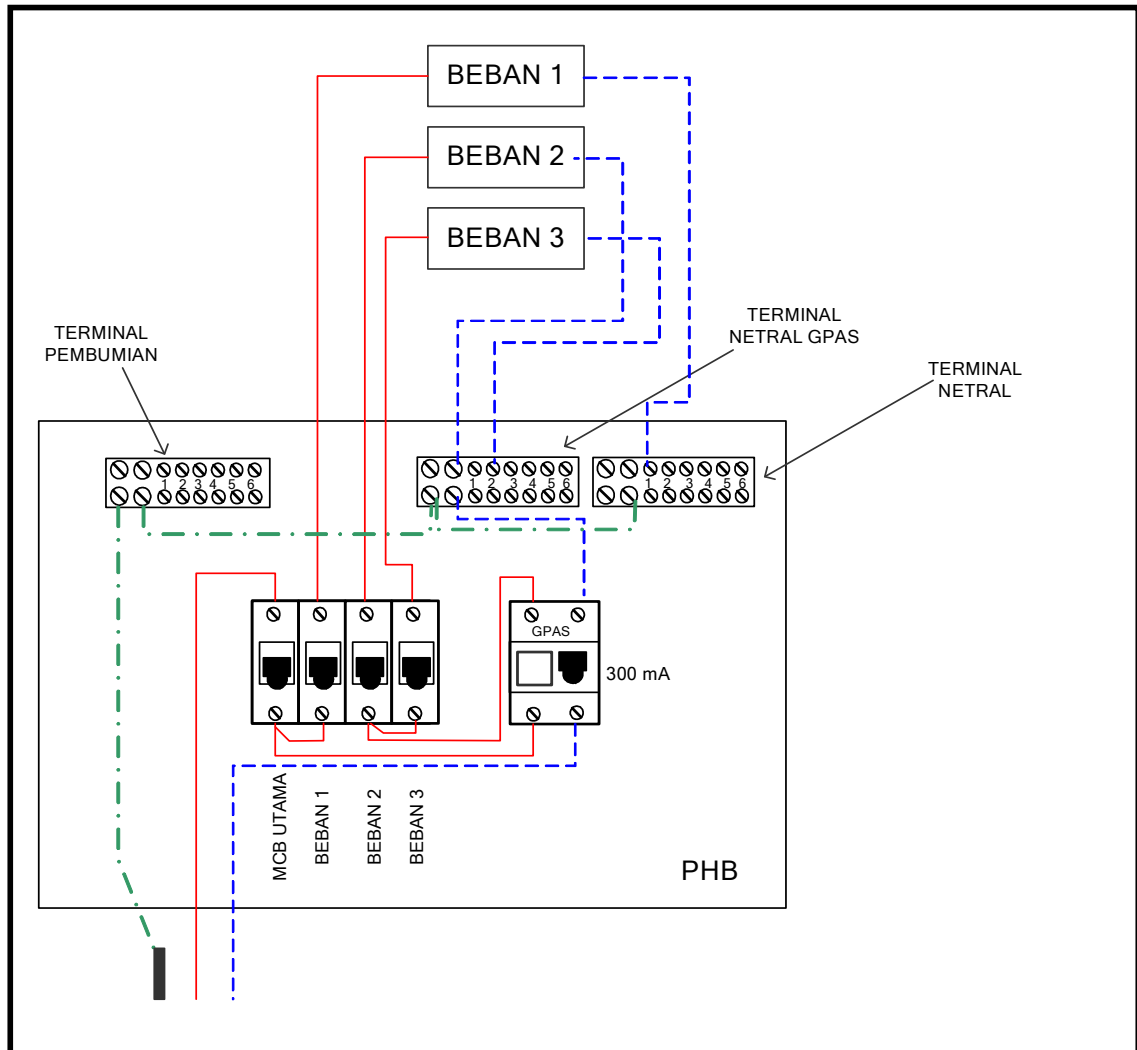 BEBAN 1
BEBAN 2
BEBAN 3
TERMINAL
PEMBUMIAN
TERMINAL
NETRAL GPAS
TERMINAL
NETRAL
1 2 3 4 5 6
1 2 3 4 5 6
1 2 3 4 5 6
GPAS
300 mA
MCB UTAMA
BEBAN 1
BEBAN 2
BEBAN 3
PHB